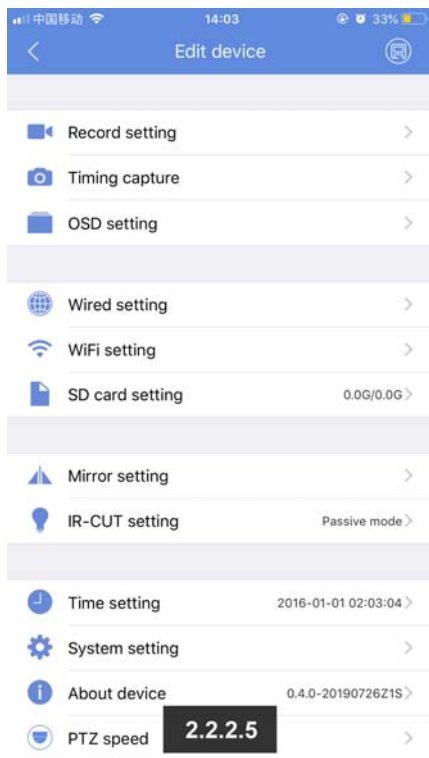 中国移动 14:03 33%
Edit device
Record setting
Timing capture
OSD setting
Wired setting
WiFi setting
SD card setting 0.0G/0.0G
Mirror setting
IR-CUT setting Passive mode
Time setting 2016-01-01 02:03:04
System setting
About device 0.4.0-20190726Z1S
PTZ speed
2.2.2.5